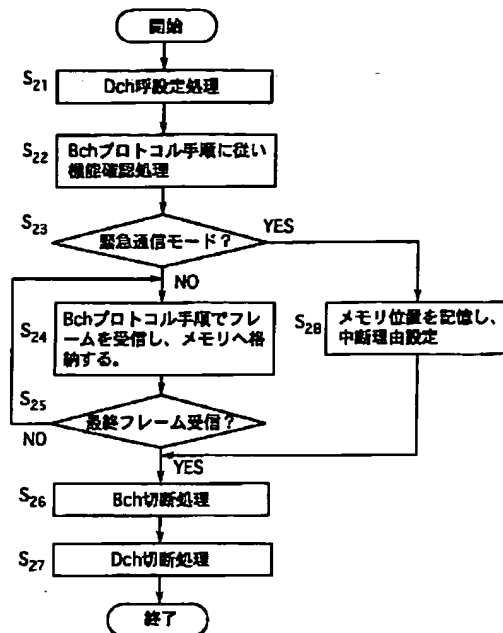 開始
S21
Dch呼設定処理
S22
Bchプロトコル手順に従い
機能確認処理
S23
緊急通信モード？
YES
NO
S24
Bchプロトコル手順でフ
レームを受信し、メモリへ格
納する。
S28
メモリ位置を記憶し、
中断理由設定
S25
最終フレーム受信？
NO
YES
S26
Bch切断処理
S27
Dch切断処理
終了